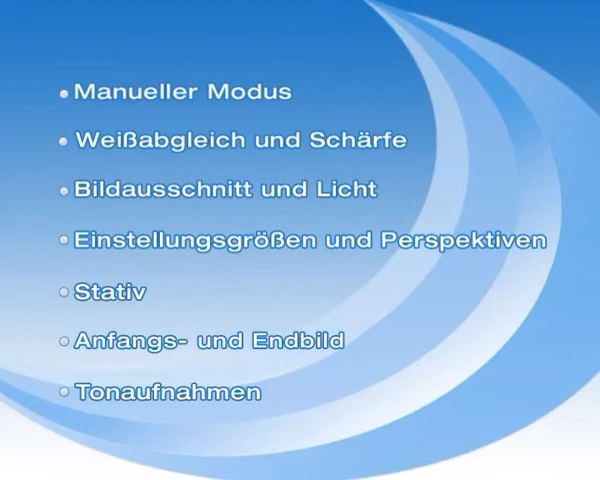 Manueller Modus
Weißabgleich und Schärfe
Bildausschnitt und Licht
Einstellungsgrößen und Perspektiven
Stativ
Anfangs- und Endbild
Tonaufnahmen